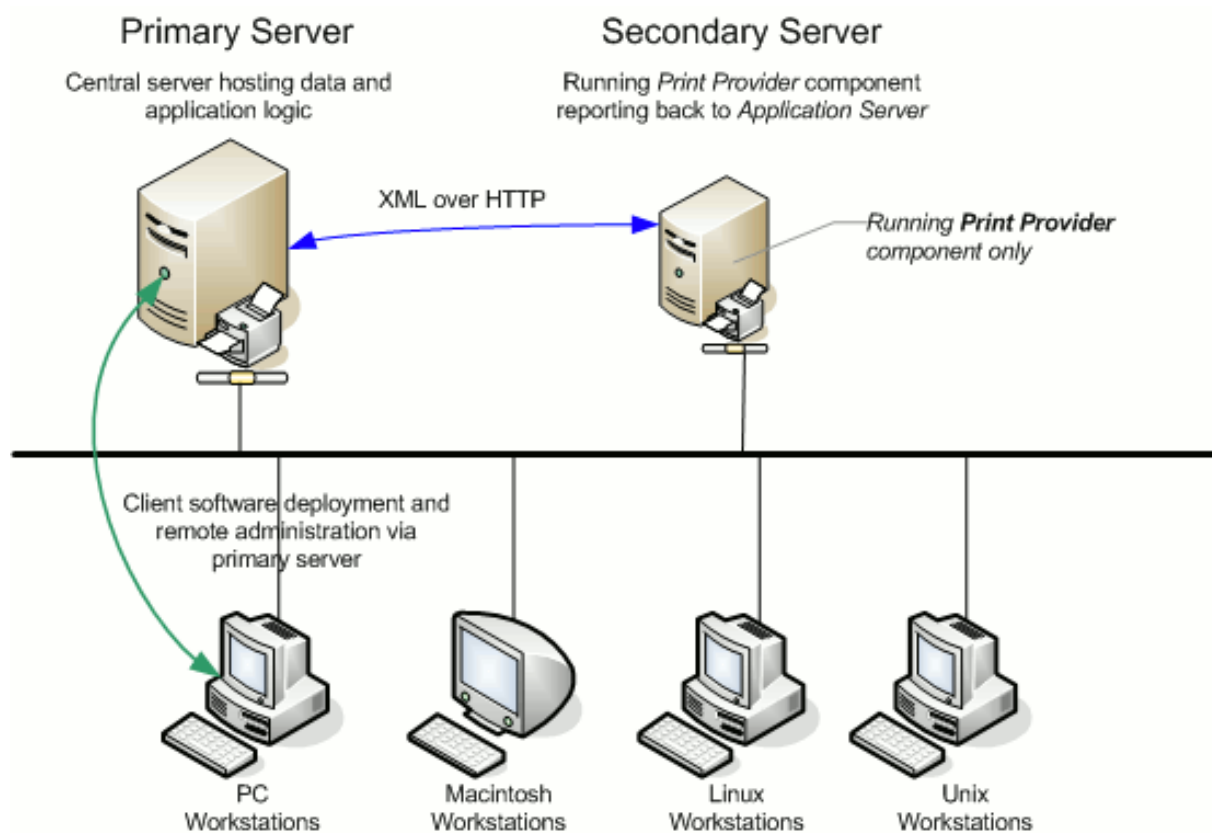 Primary Server
Central server hosting data and
application logic
Secondary Server
Running Print Provider component
reporting back to Application Server
XML over HTTP
Running Print Provider
component only
Client software deployment and
remote administration via
primary server
PC
Workstations
Macintosh
Workstations
Linux
Workstations
Unix
Workstations